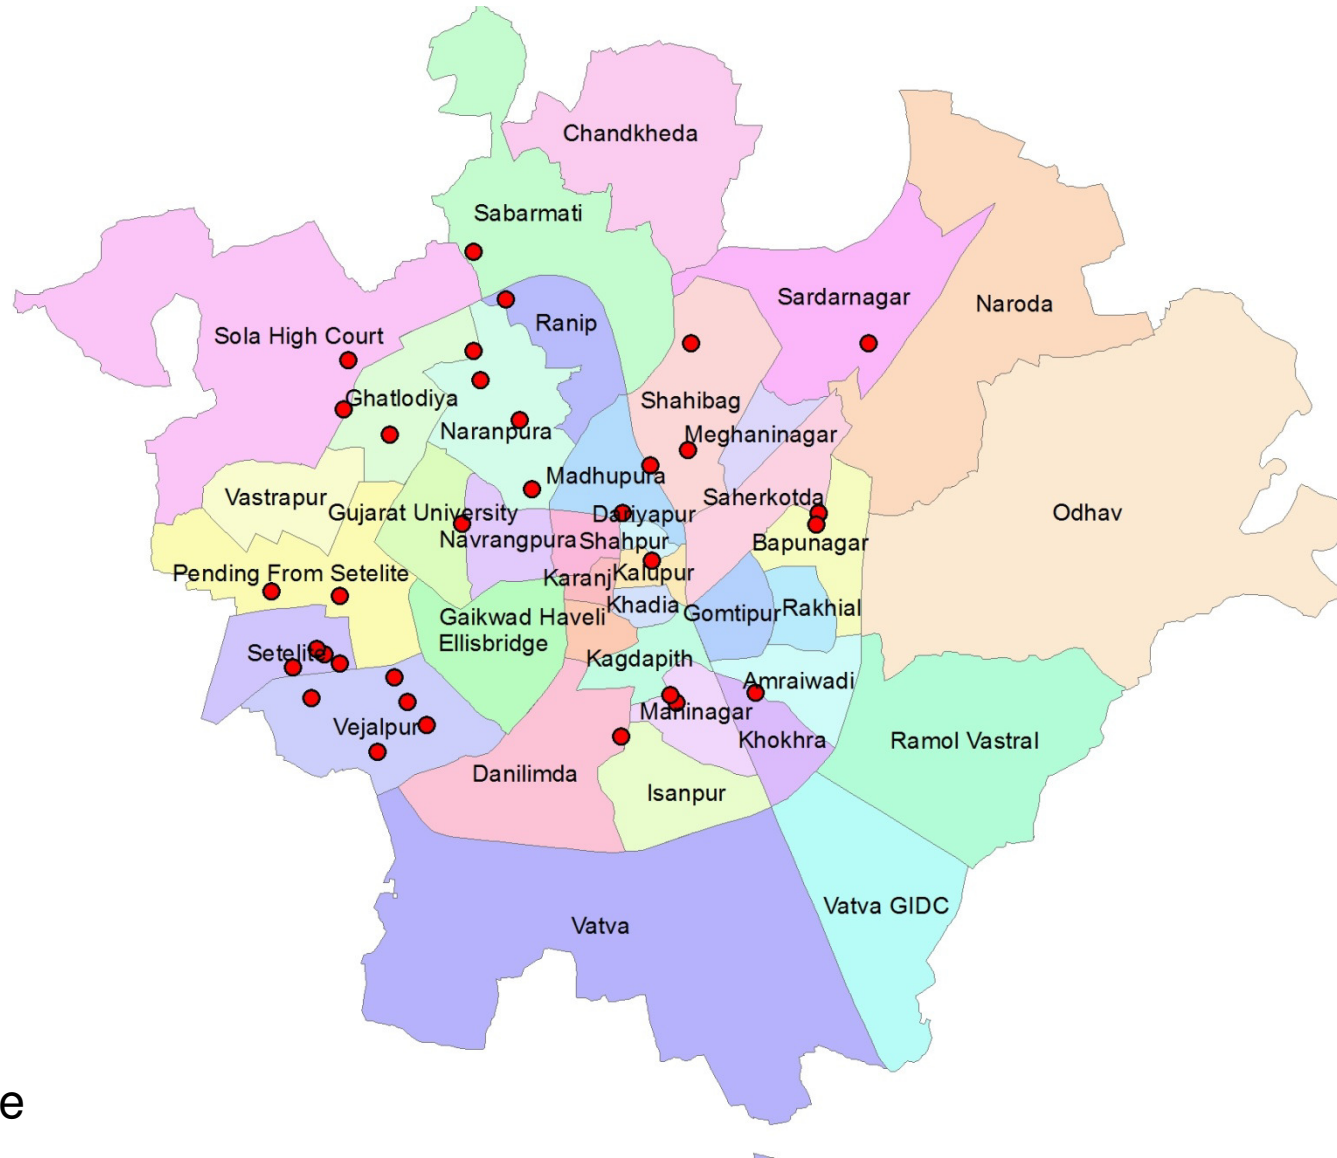 Chandkheda
Sabarmati
Sardarnagar
Naroda
Ranip
Sola High Court
Ghatlodiya
Shahibag
Naranpura
Meghaninagar
Madhupura
Vastrapur
Saherkotda
Gujarat University
Dariyapur
Odhav
Navrangpura
Shahpur
Bapunagar
Pending From Setelite
Karanj
Kalupur
Khadia
Gomtipur
Rakhial
Gaikwad Haveli
Ellisbridge
Setelite
Kagdapith
Amraiwadi
Maninagar
Vejalpur
Khokhra
Ramol Vastral
Danilimda
Isanpur
Vatva GIDC
Vatva
e